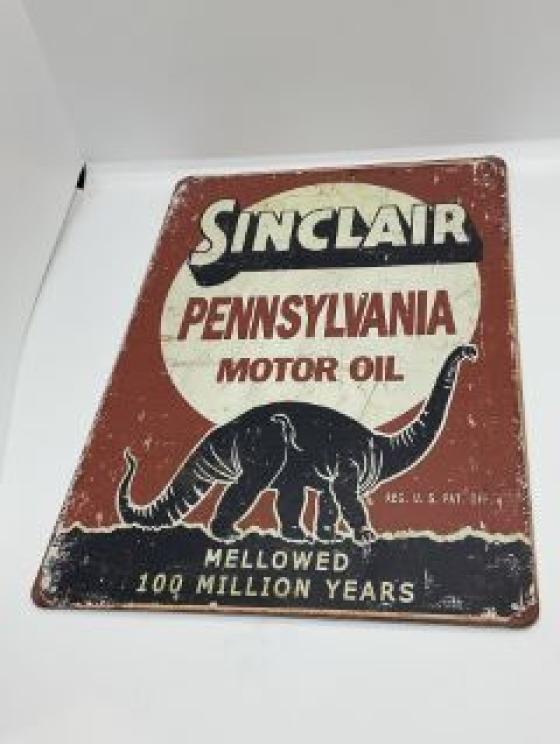 SINCLAIR
PENNSYLVANIA
MOTOR OIL
REG. U. S. PAT. OFF.
MELLOWED
100 MILLION YEARS